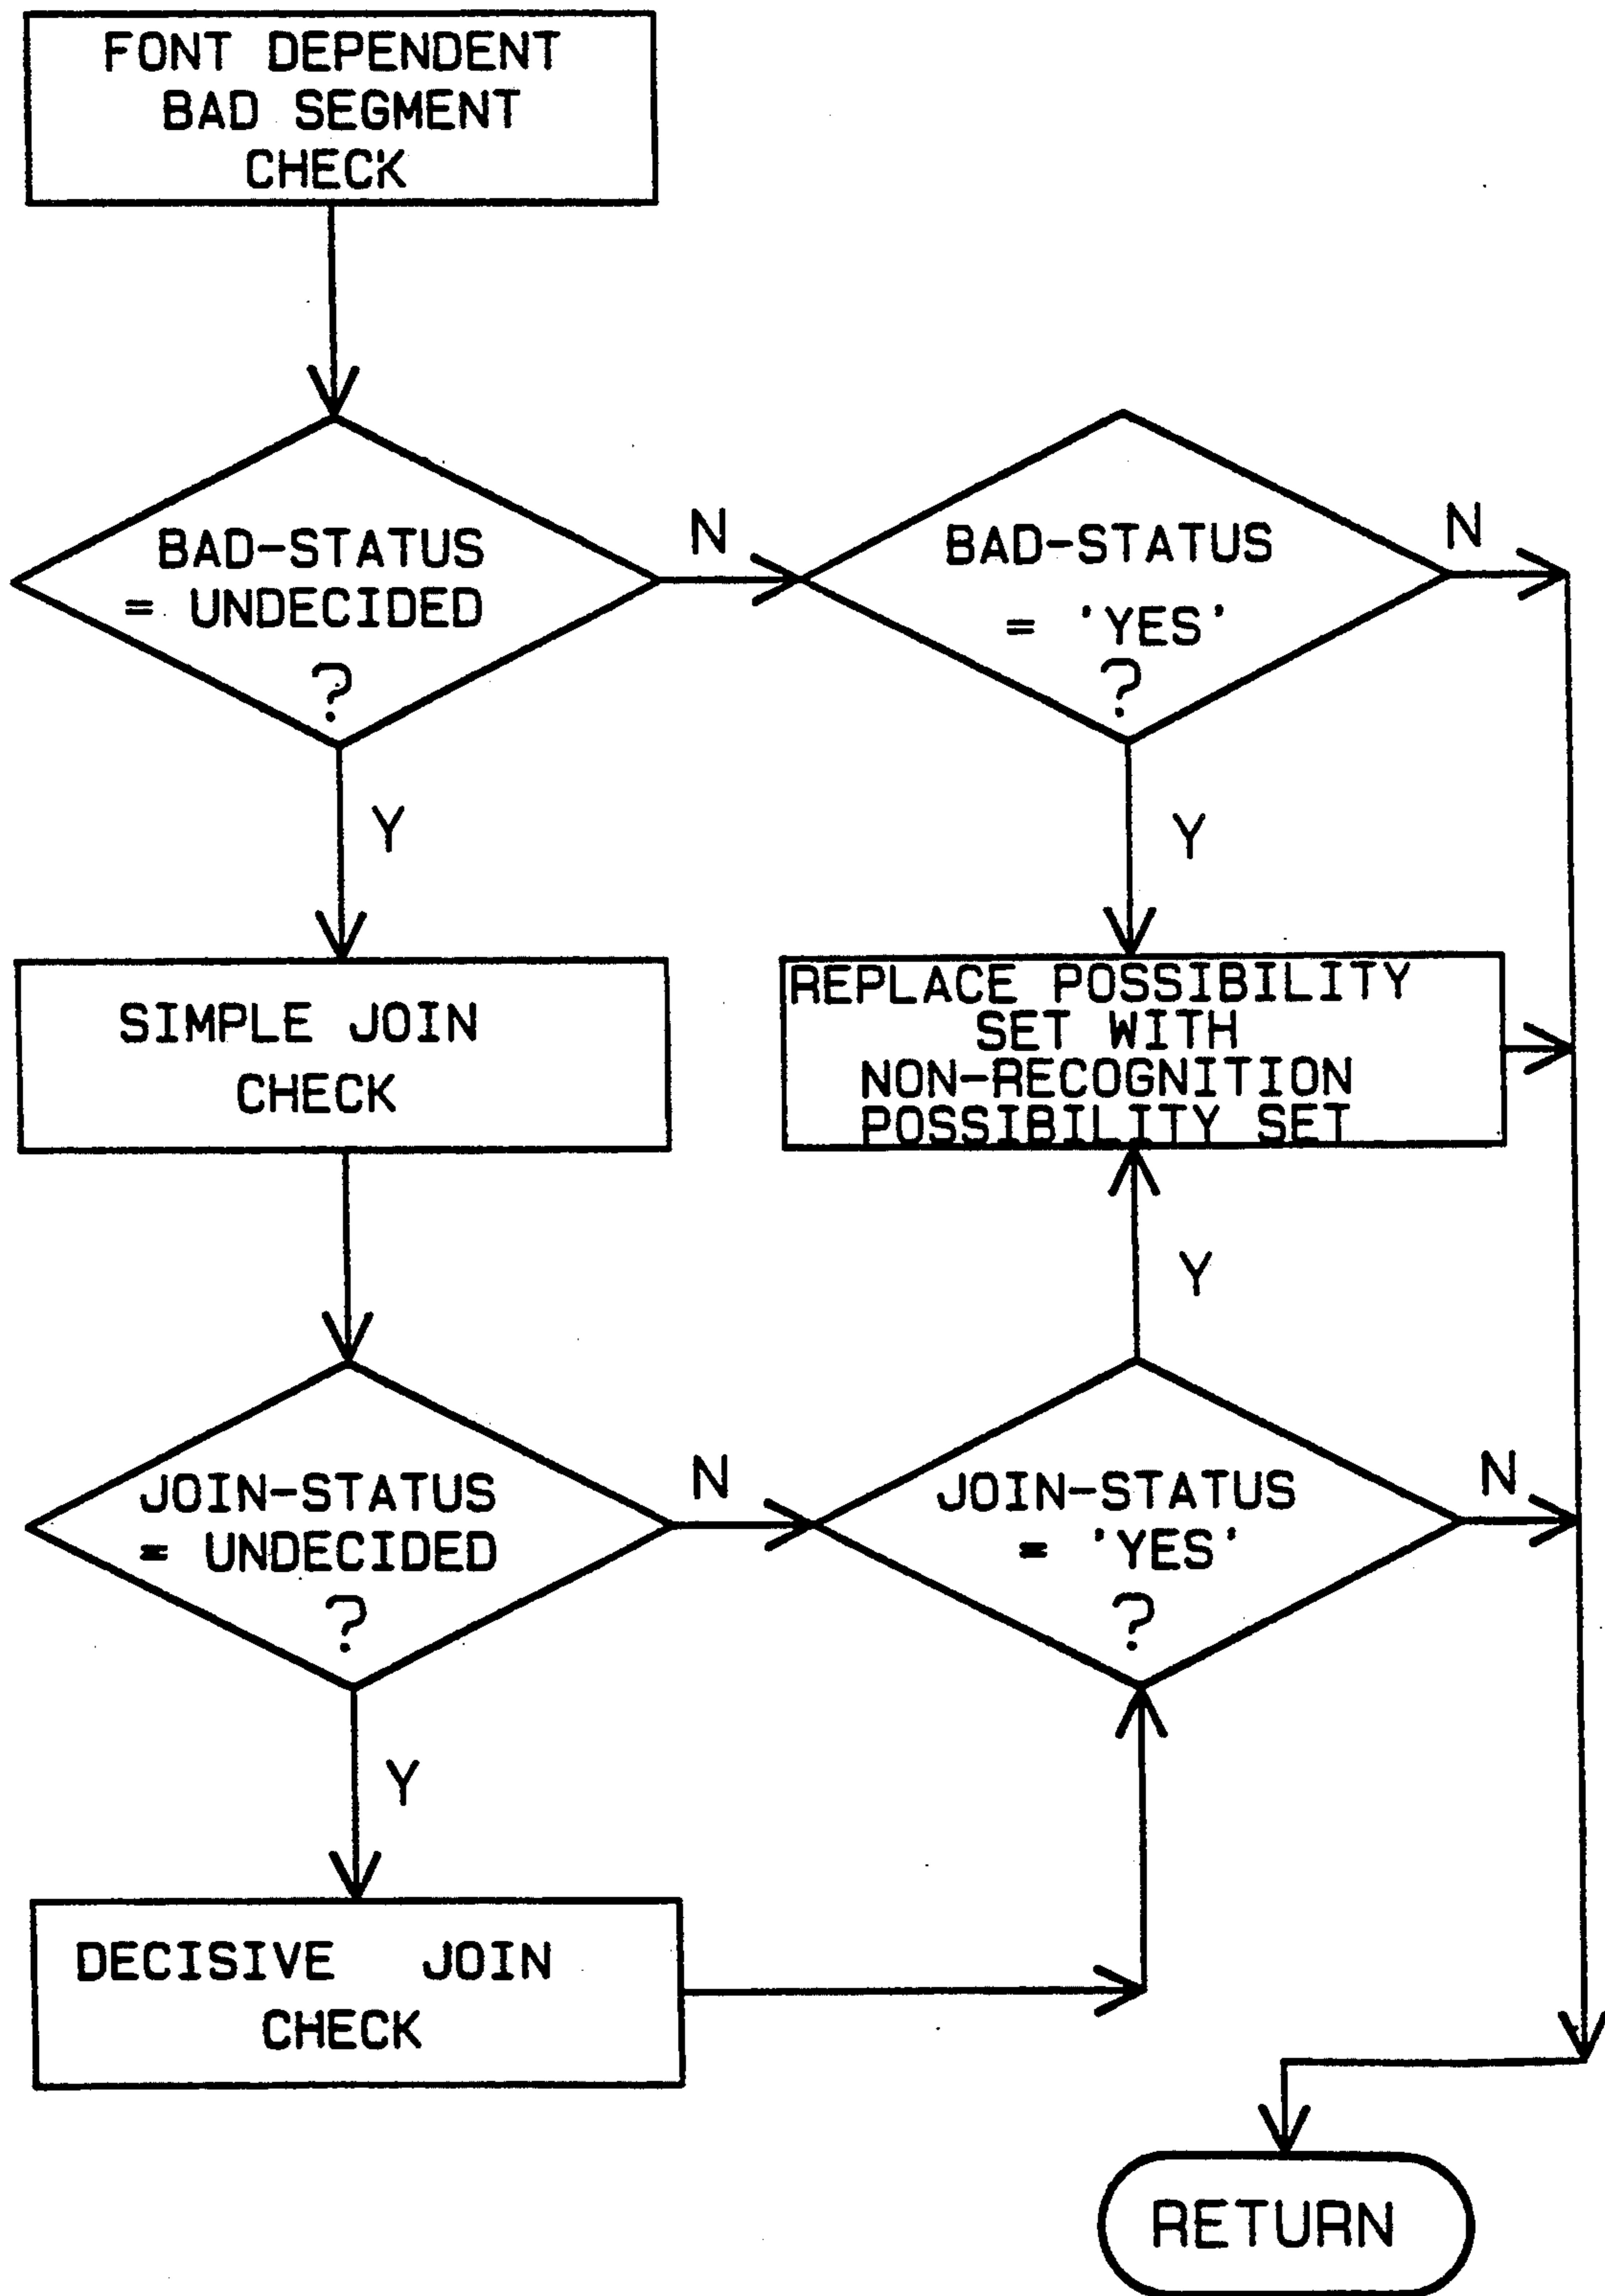 FONT DEPENDENT
BAD SEGMENT
CHECK
BAD-STATUS
= UNDECIDED
?
N
BAD-STATUS
= 'YES'
?
N
Y
Y
SIMPLE JOIN
CHECK
REPLACE POSSIBILITY
SET WITH
NON-RECOGNITION
POSSIBILITY SET
Y
JOIN-STATUS
= UNDECIDED
?
N
JOIN-STATUS
= 'YES'
?
N
Y
DECISIVE JOIN
CHECK
RETURN